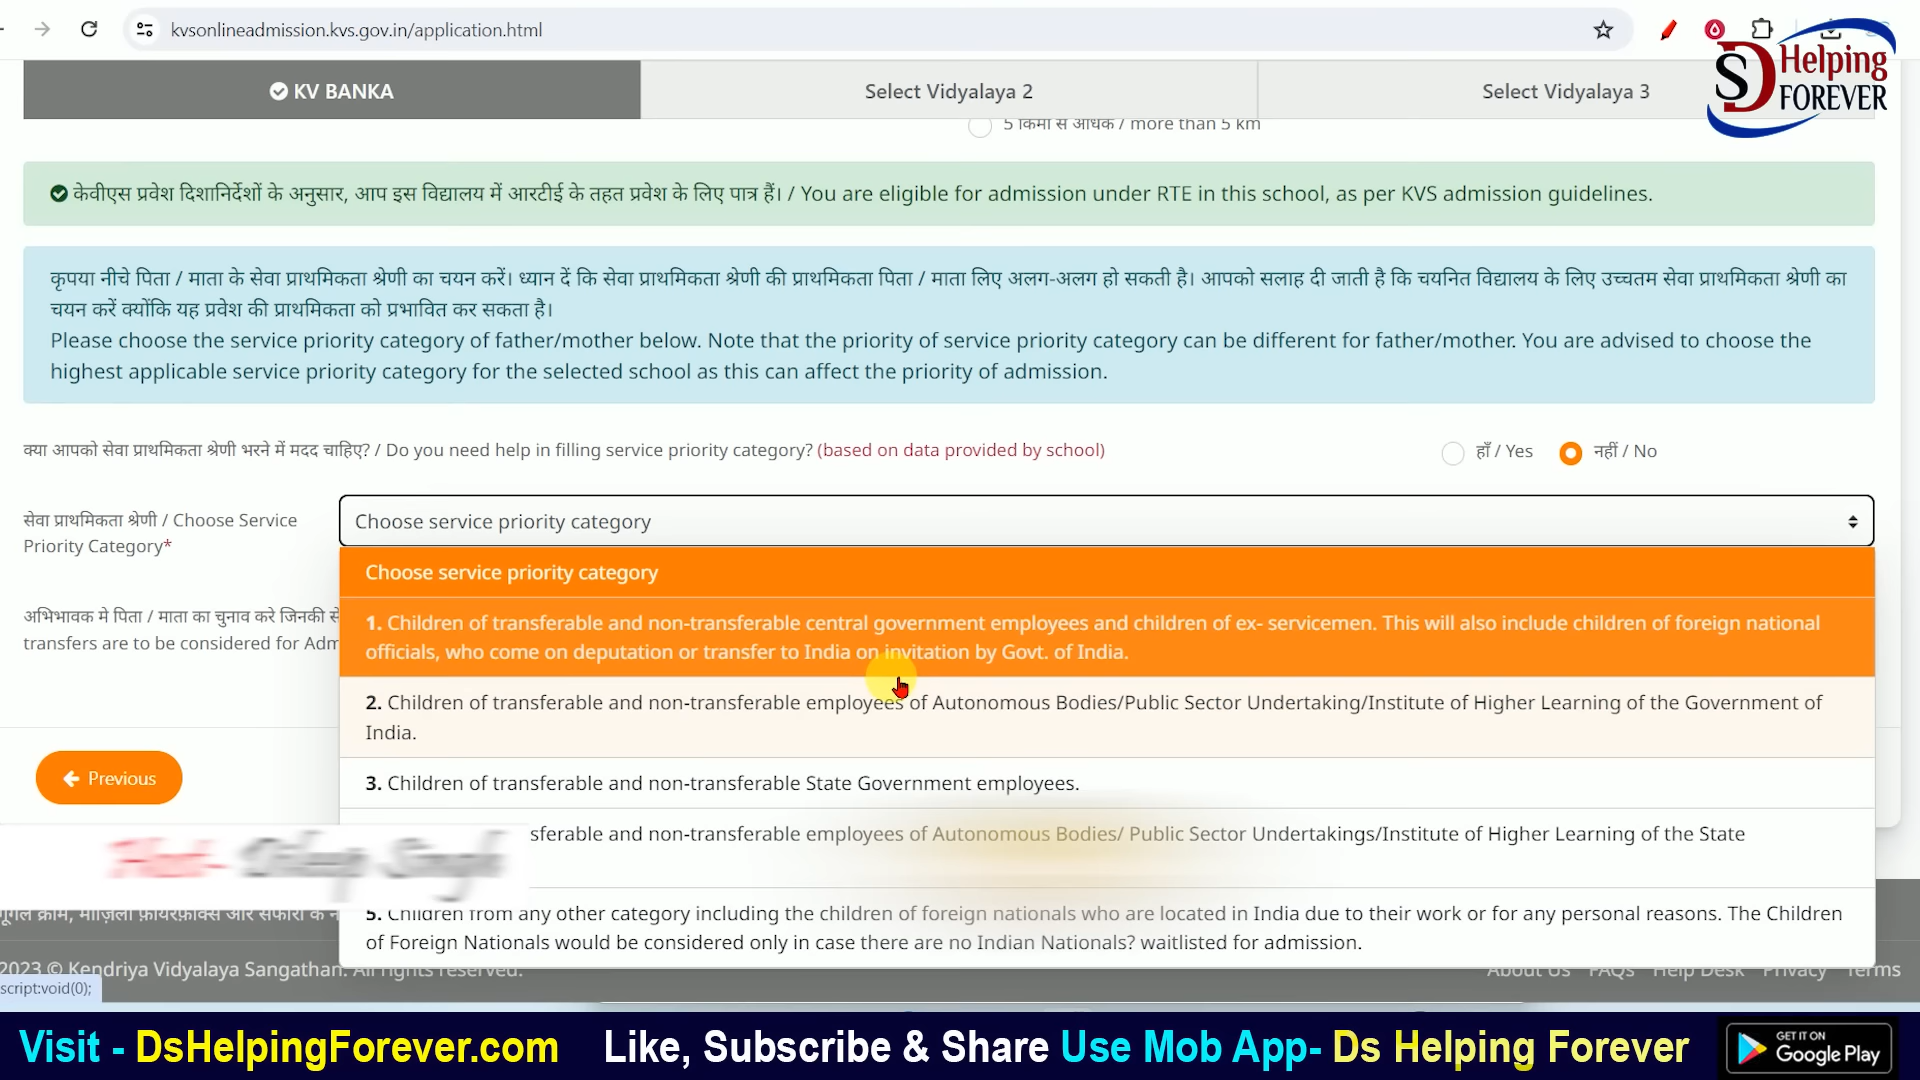 kvsonlineadmission.kvs.gov.in/application.html
SD Helping
FOREVER
KV BANKA
Select Vidyalaya 2
Select Vidyalaya 3
5 किमी से अधिक / more than 5 km
केवीएस प्रवेश दिशानिर्देशों के अनुसार, आप इस विद्यालय में आरटीई के तहत प्रवेश के लिए पात्र हैं। / You are eligible for admission under RTE in this school, as per KVS admission guidelines.
कृपया नीचे पिता / माता के सेवा प्राथमिकता श्रेणी का चयन करें। ध्यान दें कि सेवा प्राथमिकता श्रेणी की प्राथमिकता पिता / माता लिए अलग-अलग हो सकती है। आपको सलाह दी जाती है कि चयनित विद्यालय के लिए उच्चतम सेवा प्राथमिकता श्रेणी का
चयन करें क्योंकि यह प्रवेश की प्राथमिकता को प्रभावित कर सकता है।
Please choose the service priority category of father/mother below. Note that the priority of service priority category can be different for father/mother. You are advised to choose the
highest applicable service priority category for the selected school as this can affect the priority of admission.
क्या आपको सेवा प्राथमिकता श्रेणी भरने में मदद चाहिए? / Do you need help in filling service priority category? (based on data provided by school)
हाँ / Yes
नहीं / No
सेवा प्राथमिकता श्रेणी / Choose Service
Priority Category*
Choose service priority category
Choose service priority category
1. Children of transferable and non-transferable central government employees and children of ex- servicemen. This will also include children of foreign national
officials, who come on deputation or transfer to India on invitation by Govt. of India.
अभिभावक मे पिता / माता का चुनाव करे जिनकी से
transfers are to be considered for Adm
2. Children of transferable and non-transferable employees of Autonomous Bodies/Public Sector Undertaking/Institute of Higher Learning of the Government of
India.
3. Children of transferable and non-transferable State Government employees.
Previous
sferable and non-transferable employees of Autonomous Bodies/ Public Sector Undertakings/Institute of Higher Learning of the State
5. Children from any other category including the children of foreign nationals who are located in India due to their work or for any personal reasons. The Children
of Foreign Nationals would be considered only in case there are no Indian Nationals? waitlisted for admission.
2023 © Kendriya Vidyalaya Sangathan. All rights reserved.
About Us FAQs Help Desk Privacy Terms
script:void(0);
Visit - DsHelpingForever.com Like, Subscribe & Share Use Mob App- Ds Helping Forever
GET IT ON
Google Play